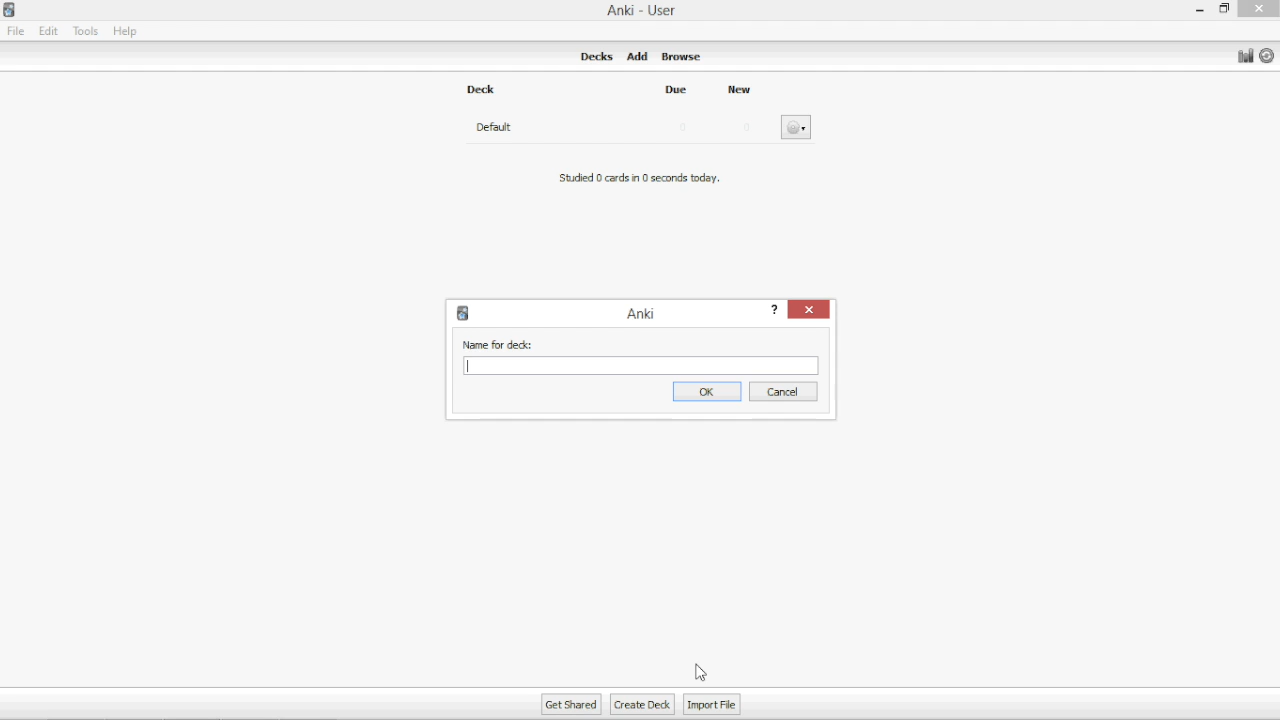 Anki - User
File Edit Tools Help
Decks Add Browse
Deck Due New
Default 0 0
Studied 0 cards in 0 seconds today.
Anki ?
Name for deck:
OK Cancel
Get Shared Create Deck Import File